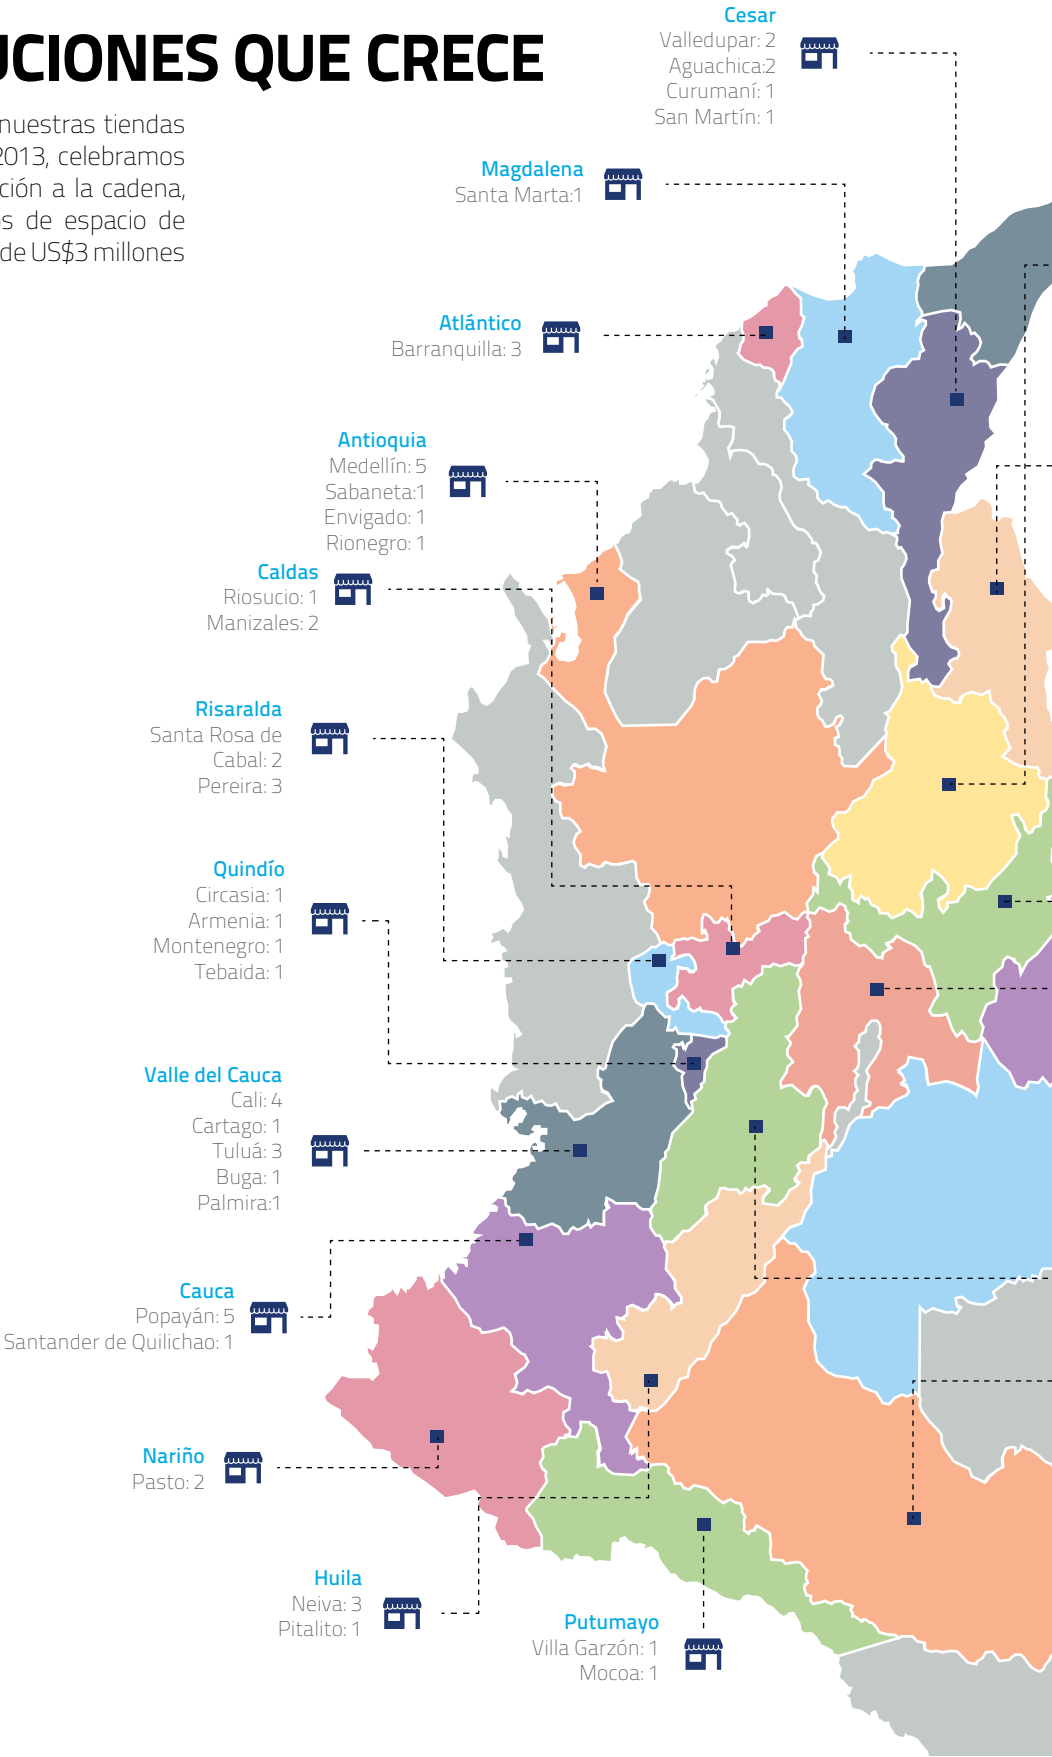 UCIONES QUE CRECE
nuestras tiendas
2013, celebramos
ción a la cadena,
s de espacio de
de US$3 millones
Cesar
Valledupar: 2
Aguachica:2
Curumaní: 1
San Martín: 1
Magdalena
Santa Marta:1
Atlántico
Barranquilla: 3
Antioquia
Medellín: 5
Sabaneta:1
Envigado: 1
Rionegro: 1
Caldas
Riosucio: 1
Manizales: 2
Risaralda
Santa Rosa de
Cabal: 2
Pereira: 3
Quindío
Circasia: 1
Armenia: 1
Montenegro: 1
Tebaida: 1
Valle del Cauca
Cali: 4
Cartago: 1
Tuluá: 3
Buga: 1
Palmira:1
Cauca
Popayán: 5
Santander de Quilichao: 1
Nariño
Pasto: 2
Huila
Neiva: 3
Pitalito: 1
Putumayo
Villa Garzón: 1
Mocoa: 1